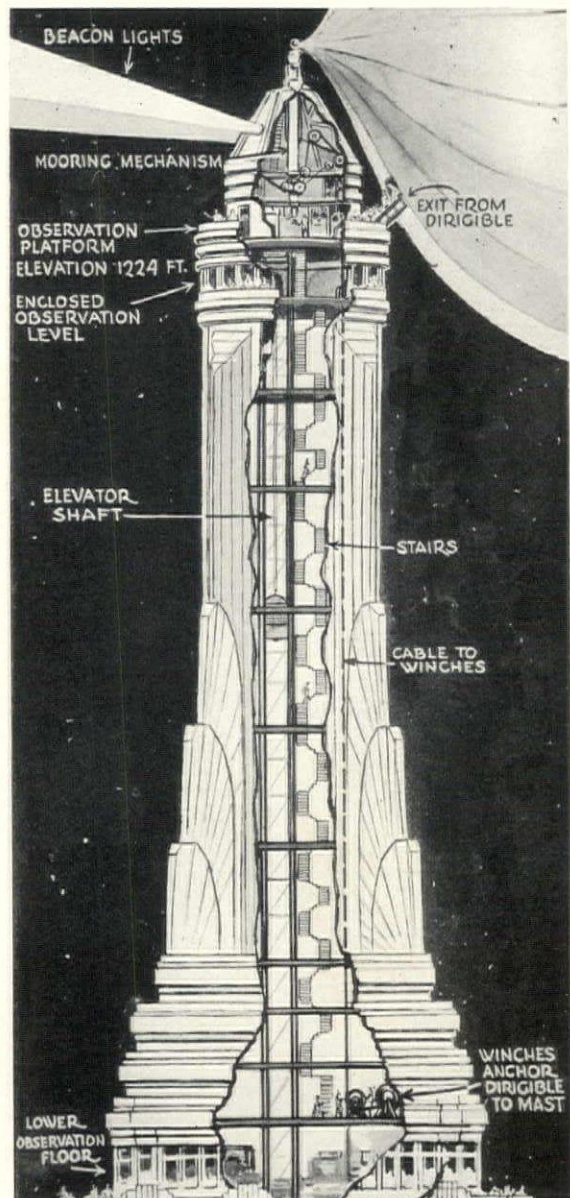 BEACON LIGHTS
MOORING MECHANISM
EXIT FROM
DIRIGIBLE
OBSERVATION
PLATFORM
ELEVATION 1224 FT.
ENCLOSED
OBSERVATION
LEVEL
ELEVATOR
SHAFT
STAIRS
CABLE TO
WINCHES
WINCHES
ANCHOR
DIRIGIBLE
TO MAST
LOWER
OBSERVATION
FLOOR